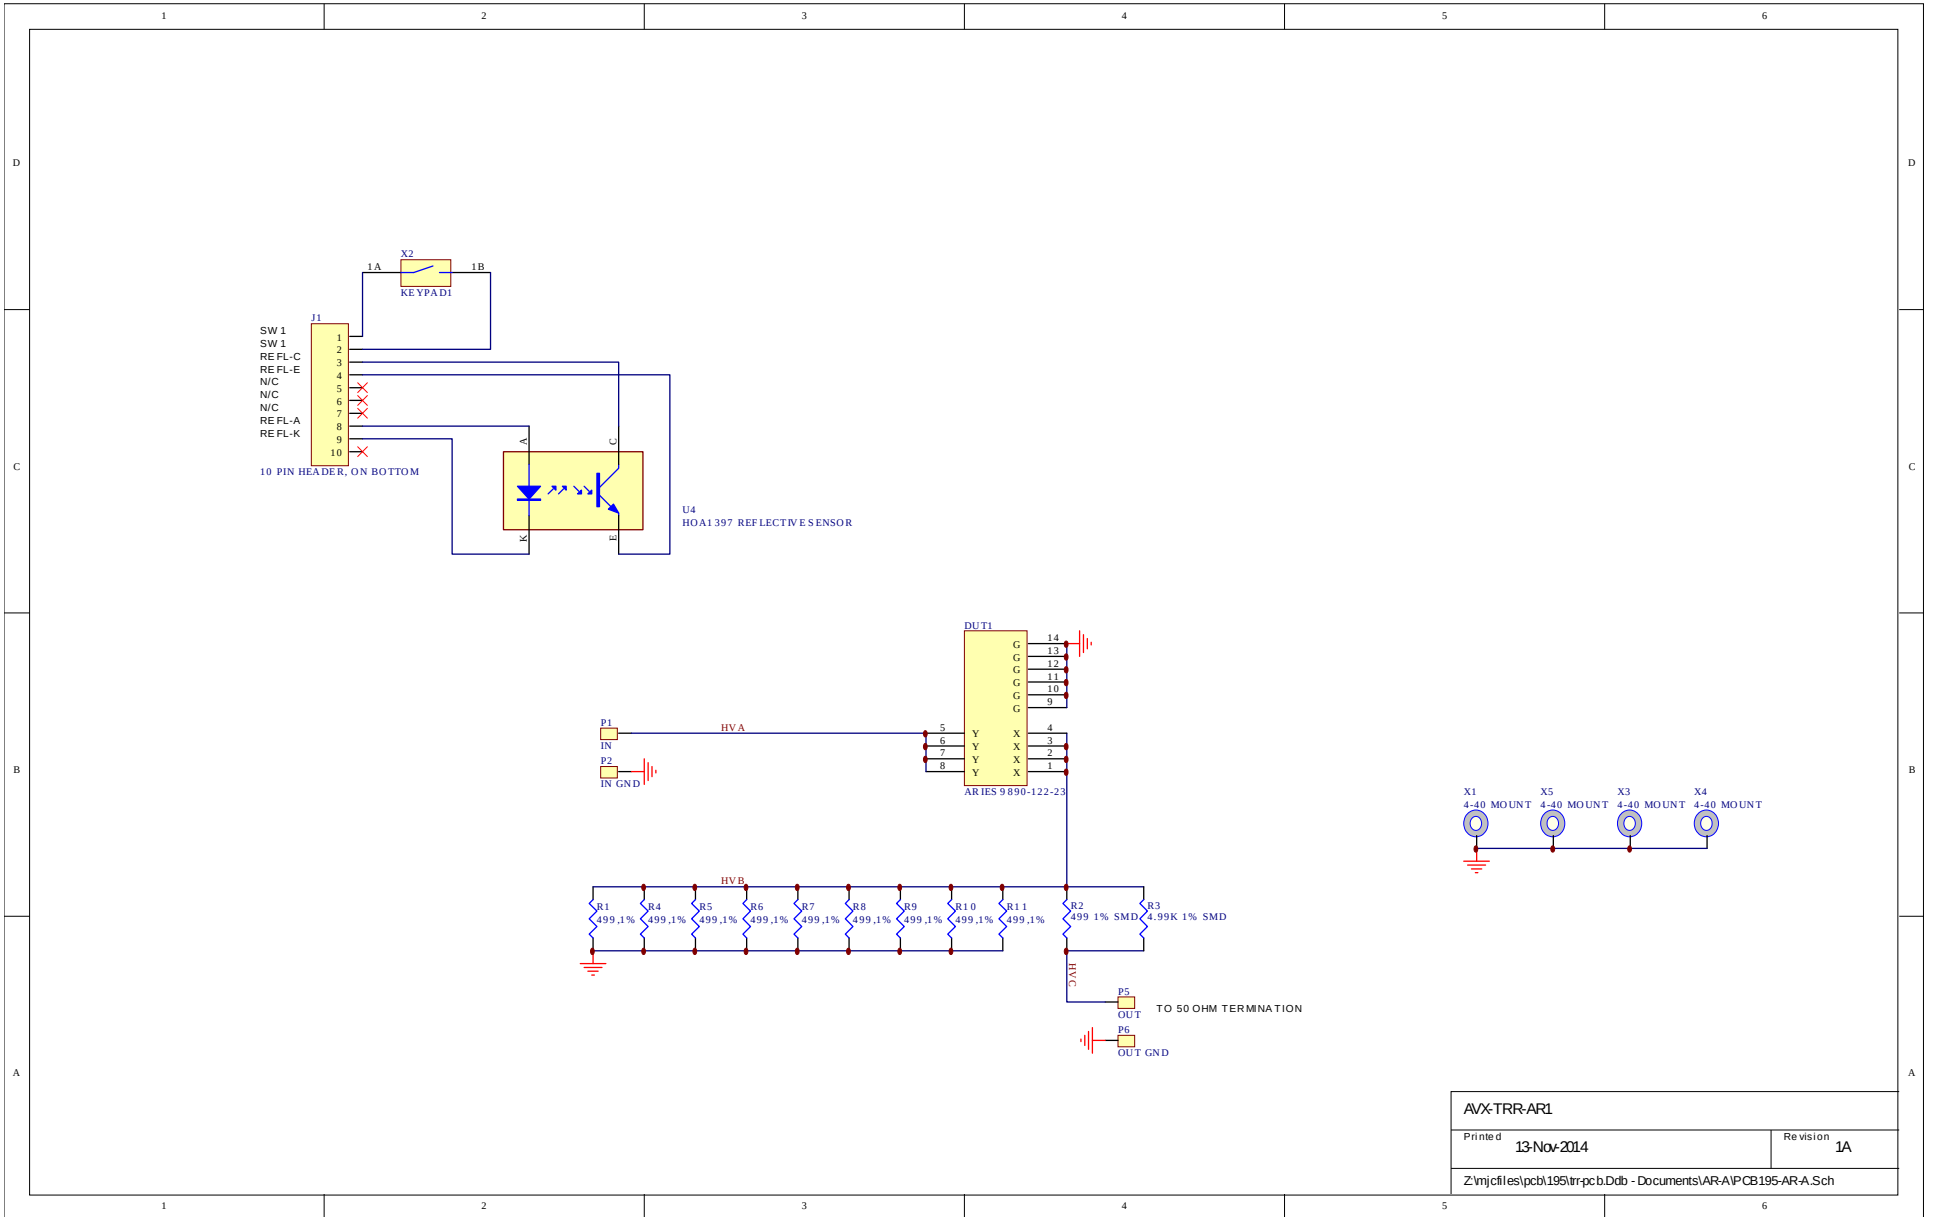 1 2 3 4 5 6
D D
X2
1A 1B
KEYPAD1
J1
SW1 1
SW1 2
REFL-C 3
REFL-E 4
N/C 5
N/C 6
N/C 7
REFL-A 8
REFL-K 9
10
10 PIN HEADER, ON BOTTOM
A C
K E
U4
HOA1397 REFLECTIVE SENSOR
C C
DUT1
G 14
G 13
G 12
G 11
G 10
G 9
5 Y X 4
6 Y X 3
7 Y X 2
8 Y X 1
ARIES 9890-122-23
P1
IN
HVA
P2
IN GND
B B
X1 X5 X3 X4
4-40 MOUNT 4-40 MOUNT 4-40 MOUNT 4-40 MOUNT
HVB
R1 R4 R5 R6 R7 R8 R9 R10 R11 R2 R3
499,1% 499,1% 499,1% 499,1% 499,1% 499,1% 499,1% 499,1% 499,1% 499 1% SMD 4.99K 1% SMD
HVC
P5
OUT
TO 50 OHM TERMINATION
P6
OUT GND
A A
AVX-TRR-AR1
Printed 13-Nov-2014 Revision 1A
Z:\mjcfiles\pcb\195\trr-pcb.Ddb - Documents\AR-A\PCB195-AR-A.Sch
1 2 3 4 5 6